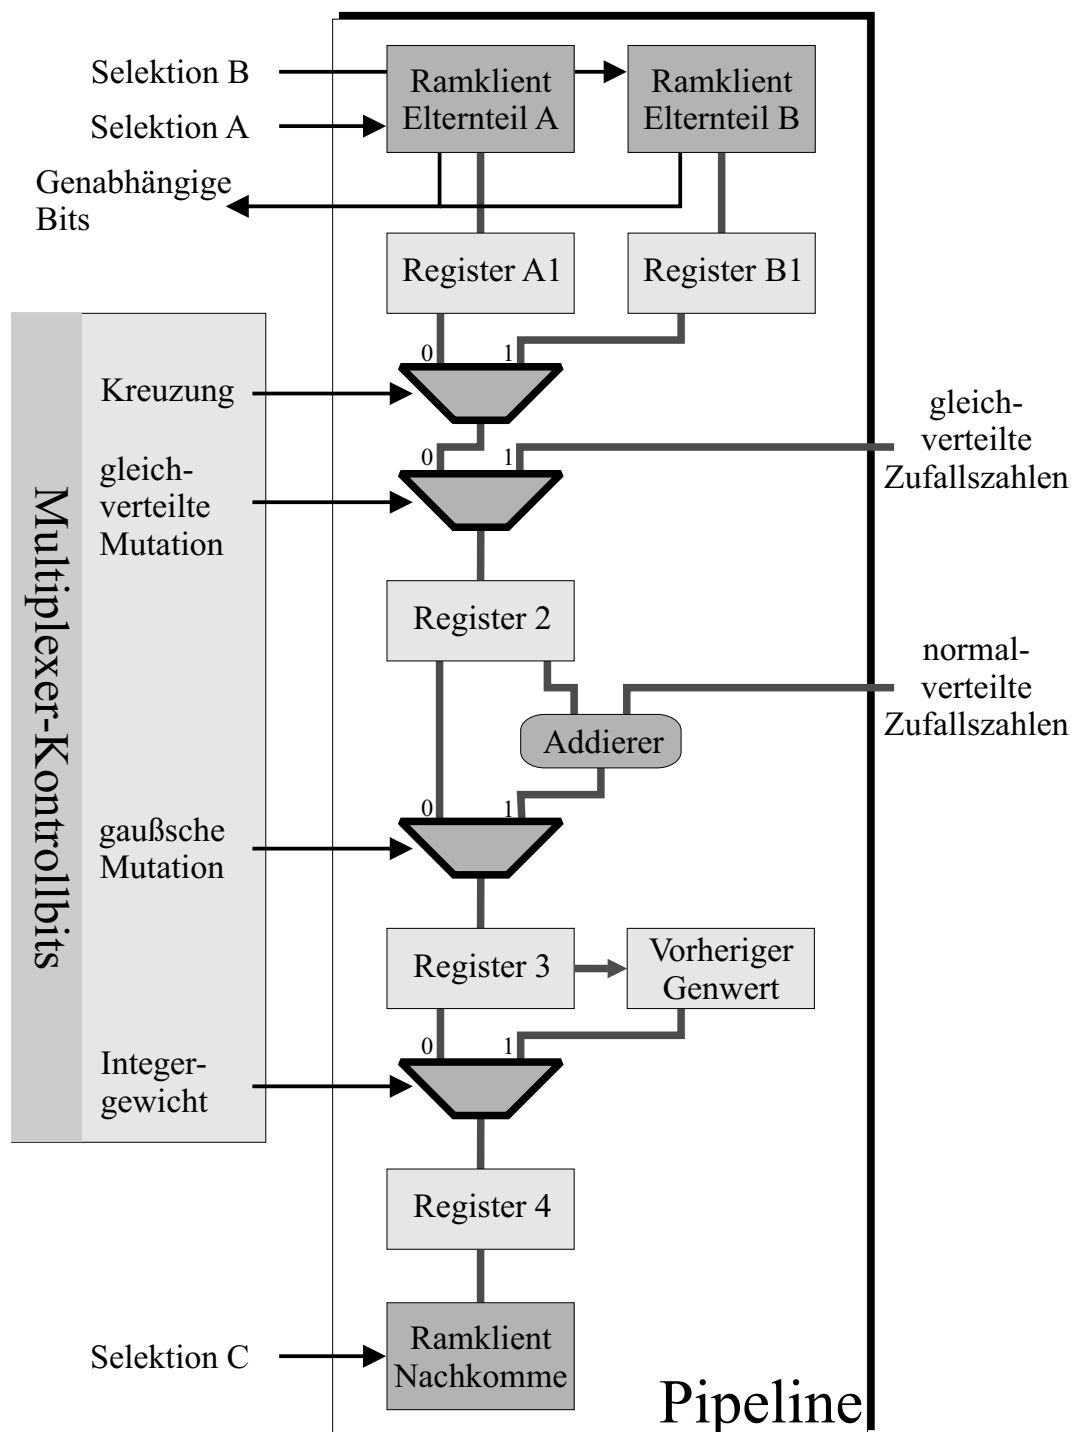 Selektion B
Selektion A
Genabhängige
Bits
Ramklient
Elternteil A
Ramklient
Elternteil B
Register A1
Register B1
0
1
Kreuzung
gleich-
verteilte
Zufallszahlen
0
1
gleich-
verteilte
Mutation
Multiplexer-Kontrollbits
Register 2
normal-
verteilte
Zufallszahlen
Addierer
0
1
gaußsche
Mutation
Register 3
Vorheriger
Genwert
0
1
Integer-
gewicht
Register 4
Selektion C
Ramklient
Nachkomme
Pipeline